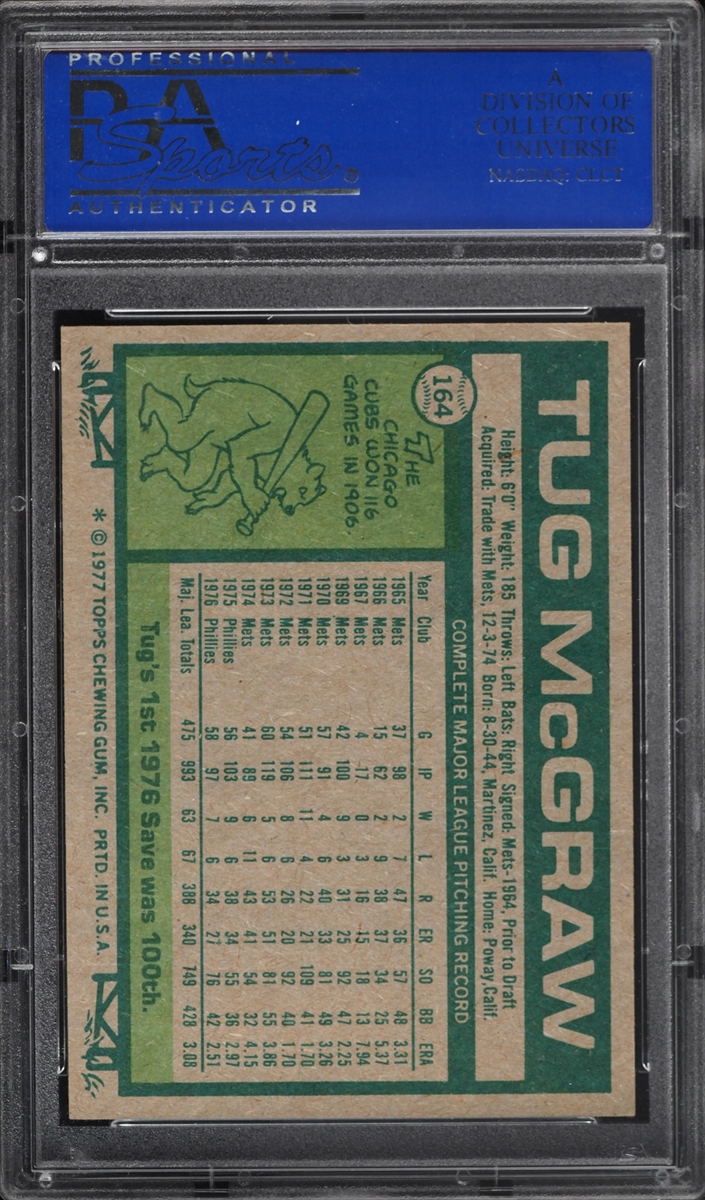 PROFESSIONAL
PSA
Sports ®
AUTHENTICATOR
A
DIVISION OF
COLLECTORS
UNIVERSE
NASDAQ: CLCT
TUG McGRAW
Height: 6'0" Weight: 185 Throws: Left Bats: Right Signed: Mets-1964, Prior to Draft
Acquired: Trade with Mets, 12-3-74 Born: 8-30-44, Martinez, Calif. Home: Poway, Calif.
164
COMPLETE MAJOR LEAGUE PITCHING RECORD
THE
CHICAGO
CUBS WON 116
GAMES IN 1906.
Year Club G IP W L R ER SO BB ERA
1965 Mets 37 98 2 7 47 36 57 48 3.31
1966 Mets 15 62 2 9 38 37 34 25 5.37
1967 Mets 4 17 0 3 16 15 18 13 7.94
1969 Mets 42 100 9 3 31 25 92 47 2.25
1970 Mets 57 91 4 6 40 33 81 49 3.26
1971 Mets 51 111 11 4 22 21 109 41 1.70
1972 Mets 54 106 8 6 26 20 92 40 1.70
1973 Mets 60 119 5 6 53 51 81 55 3.86
1974 Mets 41 89 6 11 43 41 54 32 4.15
1975 Phillies 56 103 9 6 38 34 55 36 2.97
1976 Phillies 58 97 7 6 34 27 76 42 2.51
Maj. Lea. Totals 475 993 63 67 388 340 749 428 3.08
Tug's 1st 1976 Save was 100th.
* © 1977 TOPPS CHEWING GUM, INC. PRTD. IN U.S.A.